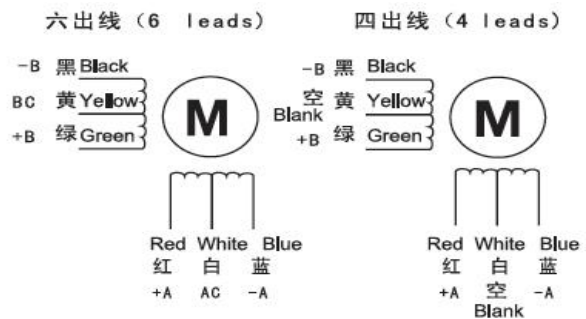 六出线 (6 leads)
-B 黑 Black
BC 黄 Yellow
+B 绿 Green
M
Red White Blue
红 白 蓝
+A AC -A
四出线 (4 leads)
-B 黑 Black
空 黄 Yellow
Blank
+B 绿 Green
M
Red White Blue
红 白 蓝
+A 空 -A
Blank